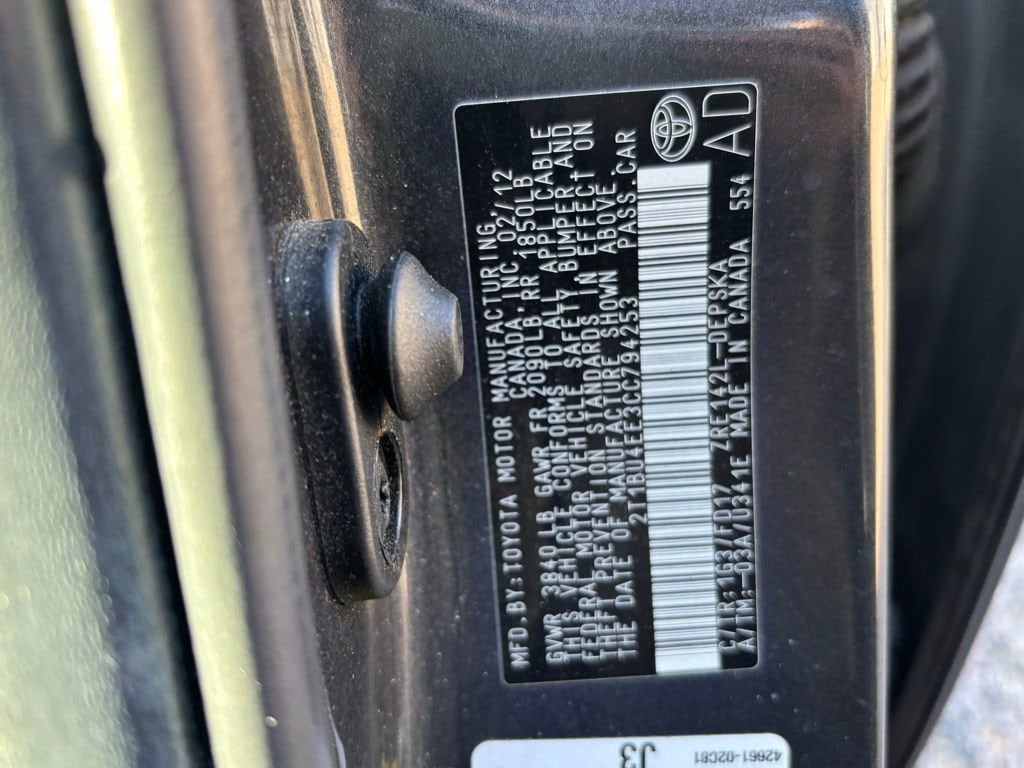 MFD.BY:TOYOTA MOTOR MANUFACTURING,
CANADA,INC. 02/12
GVWR 3840LB GAWR FR 2090LB,RR 1850LB
THIS VEHICLE CONFORMS TO ALL APPLICABLE
FEDERAL MOTOR VEHICLE SAFETY, BUMPER AND
THEFT PREVENTION STANDARDS IN EFFECT ON
THE DATE OF MANUFACTURE SHOWN ABOVE.
2T1BU4EE3CC794253 PASS.CAR
C/TR:1G3/FD17 ZRE142L-DEPSKA 554
A/TM:-03A/U341E MADE IN CANADA AD
J3
42661-02C81